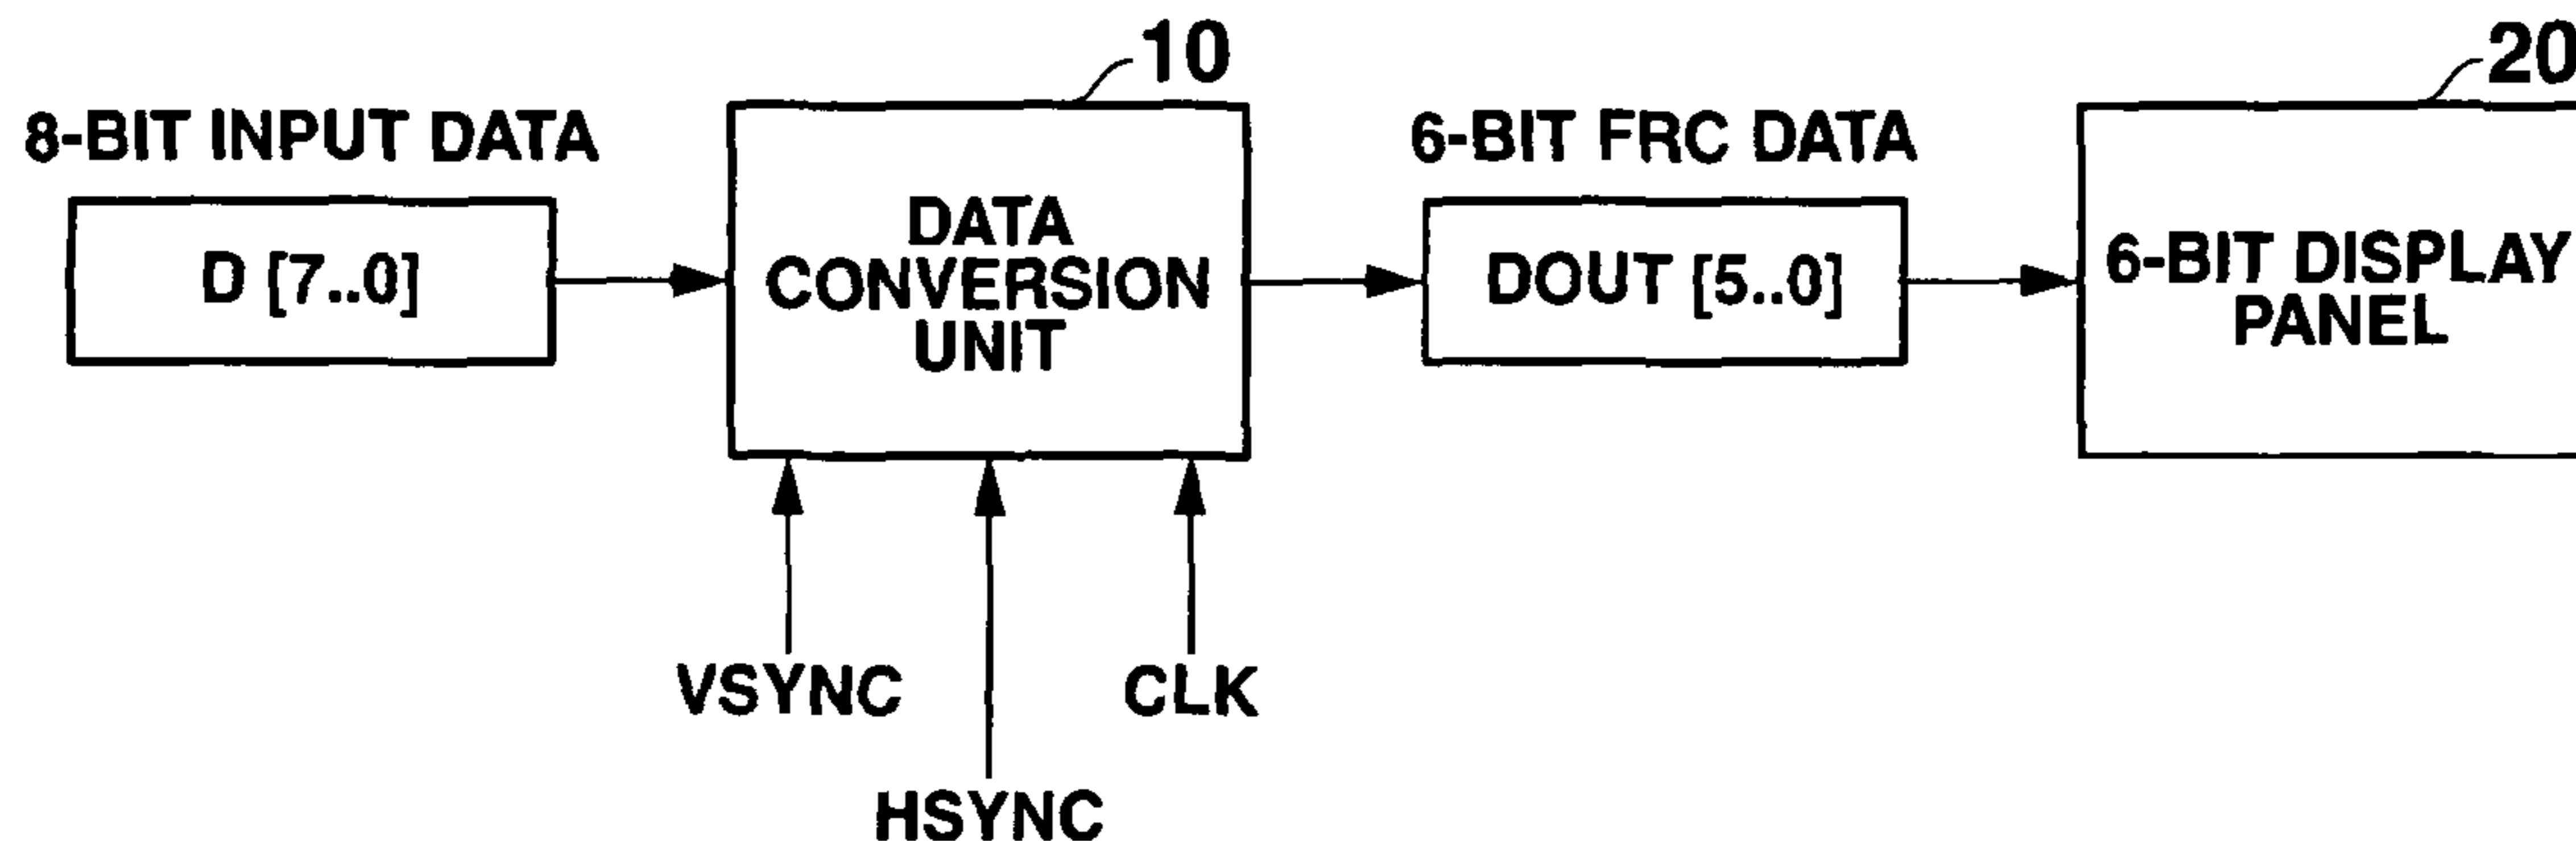 10
20
8-BIT INPUT DATA
6-BIT FRC DATA
D [7..0]
DATA
CONVERSION
UNIT
DOUT [5..0]
6-BIT DISPLAY
PANEL
VSYNC
CLK
HSYNC